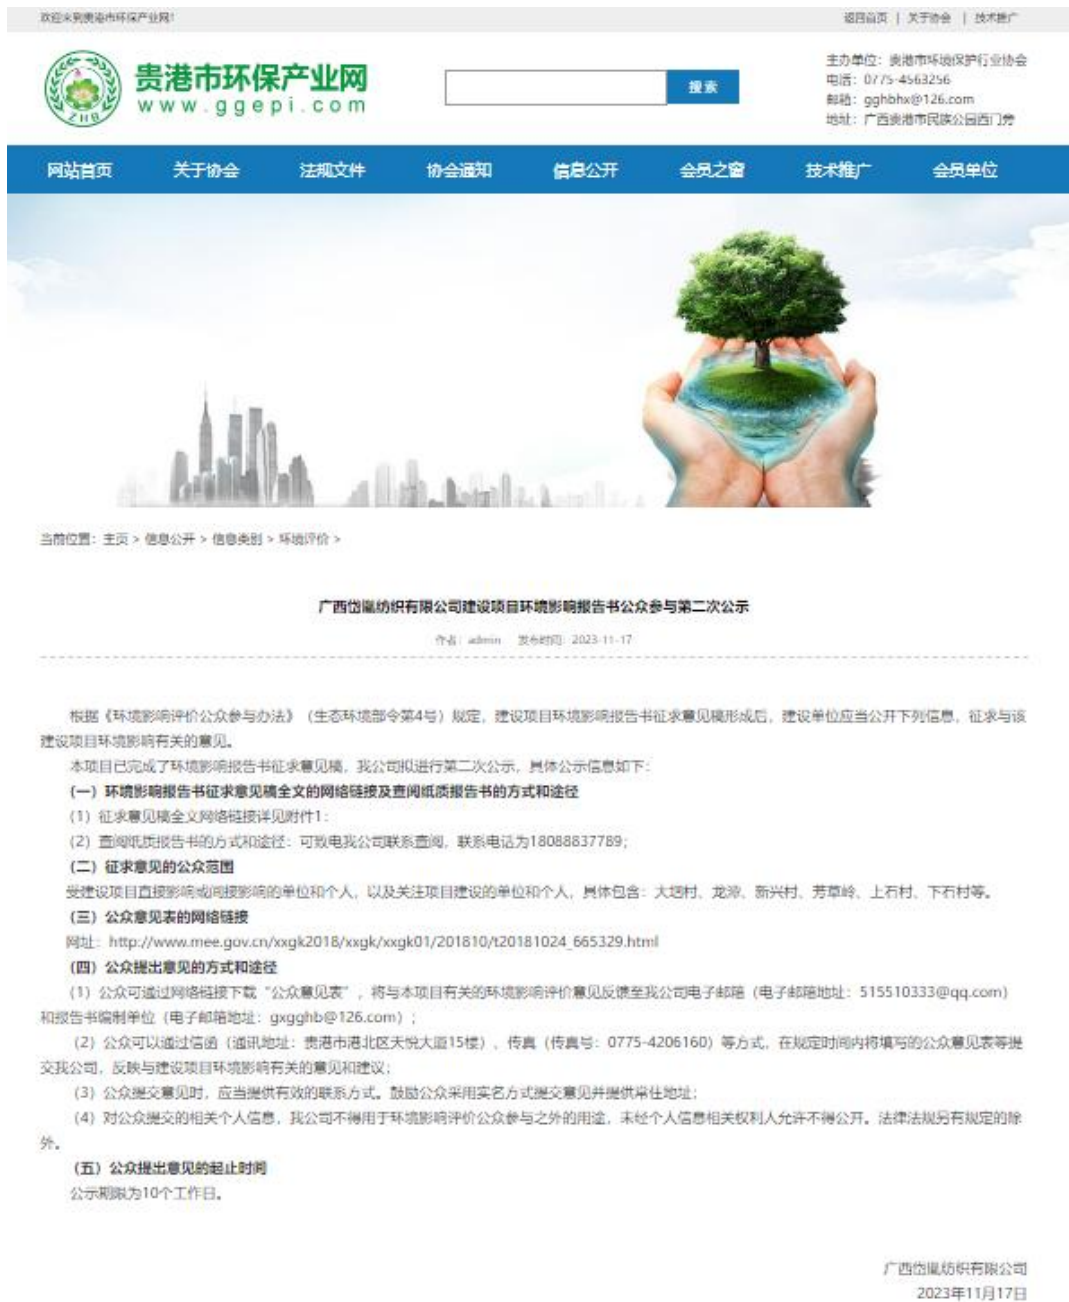 欢迎来到贵港市环保产业网!
返回首页 | 关于协会 | 技术推广
贵港市环保产业网
www.ggepi.com
ZHB
搜索
主办单位：贵港市环境保护行业协会
电话：0775-4563256
邮箱：gghbhx@126.com
地址：广西贵港市民族公园西门旁
网站首页 关于协会 法规文件 协会通知 信息公开 会员之窗 技术推广 会员单位
当前位置：主页 > 信息公开 > 信息类别 > 环境评价 >
广西岱胤纺织有限公司建设项目环境影响报告书公众参与第二次公示
作者：admin 发布时间：2023-11-17
根据《环境影响评价公众参与办法》（生态环境部令第4号）规定，建设项目环境影响报告书征求意见稿形成后，建设单位应当公开下列信息，征求与该
建设项目环境影响有关的意见。
本项目已完成了环境影响报告书征求意见稿，我公司拟进行第二次公示，具体公示信息如下：
（一）环境影响报告书征求意见稿全文的网络链接及查阅纸质报告书的方式和途径
（1）征求意见稿全文网络链接详见附件1：
（2）查阅纸质报告书的方式和途径：可致电我公司联系查阅，联系电话为18088837789；
（二）征求意见的公众范围
受建设项目直接影响或间接影响的单位和个人，以及关注项目建设的单位和个人，具体包含：大垌村、龙、新兴村、芳草岭、上石村、下石村等。
（三）公众意见表的网络链接
网址：http://www.mee.gov.cn/xxgk2018/xxgk/xxgk01/201810/t20181024_665329.html
（四）公众提出意见的方式和途径
（1）公众可通过网络链接下载“公众意见表”，将与本项目有关的环境影响评价意见反馈至我公司电子邮箱（电子邮箱地址：515510333@qq.com）
和报告书编制单位（电子邮箱地址：gxgghb@126.com）；
（2）公众可以通过信函（通讯地址：贵港市港北区天悦大道15楼）、传真（传真号：0775-4206160）等方式，在规定时间内将填写的公众意见表等提
交我公司，反映与建设项目环境影响有关的意见和建议；
（3）公众提交意见时，应当提供有效的联系方式。鼓励公众采用实名方式提交意见并提供常住地址；
（4）对公众提交的相关个人信息，我公司不得用于环境影响评价公众参与之外的用途，未经个人信息相关权利人允许不得公开。法律法规另有规定的除
外。
（五）公众提出意见的起止时间
公示期限为10个工作日。
广西岱胤纺织有限公司
2023年11月17日